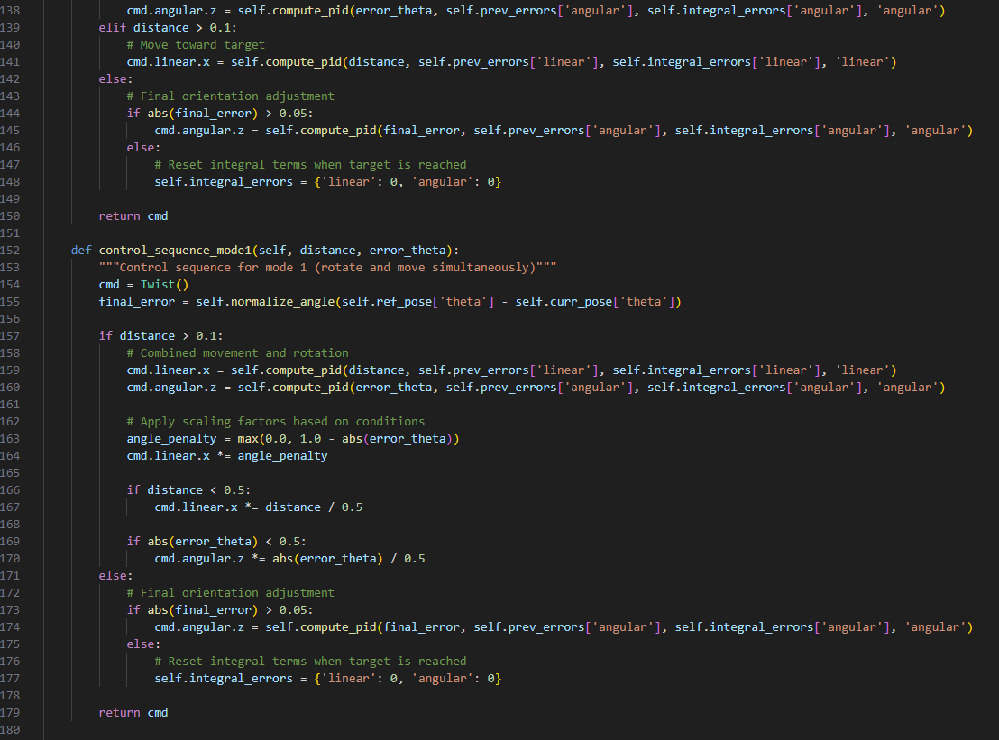 138 cmd.angular.z = self.compute_pid(error_theta, self.prev_errors['angular'], self.integral_errors['angular'], 'angular')
139 elif distance > 0.1:
140 # Move toward target
141 cmd.linear.x = self.compute_pid(distance, self.prev_errors['linear'], self.integral_errors['linear'], 'linear')
142 else:
143 # Final orientation adjustment
144 if abs(final_error) > 0.05:
145 cmd.angular.z = self.compute_pid(final_error, self.prev_errors['angular'], self.integral_errors['angular'], 'angular')
146 else:
147 # Reset integral terms when target is reached
148 self.integral_errors = {'linear': 0, 'angular': 0}
149
150 return cmd
151
152 def control_sequence_mode1(self, distance, error_theta):
153 """Control sequence for mode 1 (rotate and move simultaneously)"""
154 cmd = Twist()
155 final_error = self.normalize_angle(self.ref_pose['theta'] - self.curr_pose['theta'])
156
157 if distance > 0.1:
158 # Combined movement and rotation
159 cmd.linear.x = self.compute_pid(distance, self.prev_errors['linear'], self.integral_errors['linear'], 'linear')
160 cmd.angular.z = self.compute_pid(error_theta, self.prev_errors['angular'], self.integral_errors['angular'], 'angular')
161
162 # Apply scaling factors based on conditions
163 angle_penalty = max(0.0, 1.0 - abs(error_theta))
164 cmd.linear.x *= angle_penalty
165
166 if distance < 0.5:
167 cmd.linear.x *= distance / 0.5
168
169 if abs(error_theta) < 0.5:
170 cmd.angular.z *= abs(error_theta) / 0.5
171 else:
172 # Final orientation adjustment
173 if abs(final_error) > 0.05:
174 cmd.angular.z = self.compute_pid(final_error, self.prev_errors['angular'], self.integral_errors['angular'], 'angular')
175 else:
176 # Reset integral terms when target is reached
177 self.integral_errors = {'linear': 0, 'angular': 0}
178
179 return cmd
180